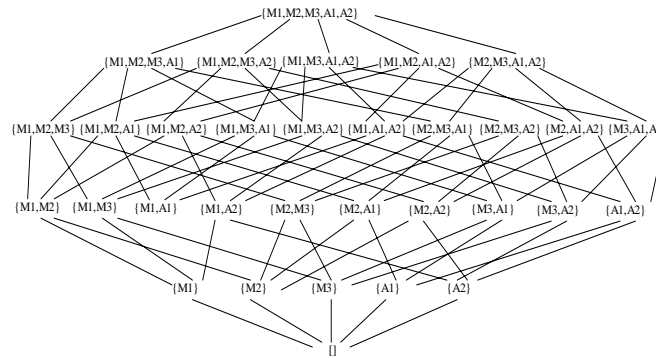 {M1,M2,M3,A1,A2}
{M1,M2,M3,A1} {M1,M2,M3,A2} {M1,M3,A1,A2} {M1,M2,A1,A2} {M2,M3,A1,A2}
{M1,M2,M3} {M1,M2,A1} {M1,M2,A2} {M1,M3,A1} {M1,M3,A2} {M1,A1,A2} {M2,M3,A1} {M2,M3,A2} {M2,A1,A2} {M3,A1,A
{M1,M2} {M1,M3} {M1,A1} {M1,A2} {M2,M3} {M2,A1} {M2,A2} {M3,A1} {M3,A2} {A1,A2}
{M1} {M2} {M3} {A1} {A2}
[]